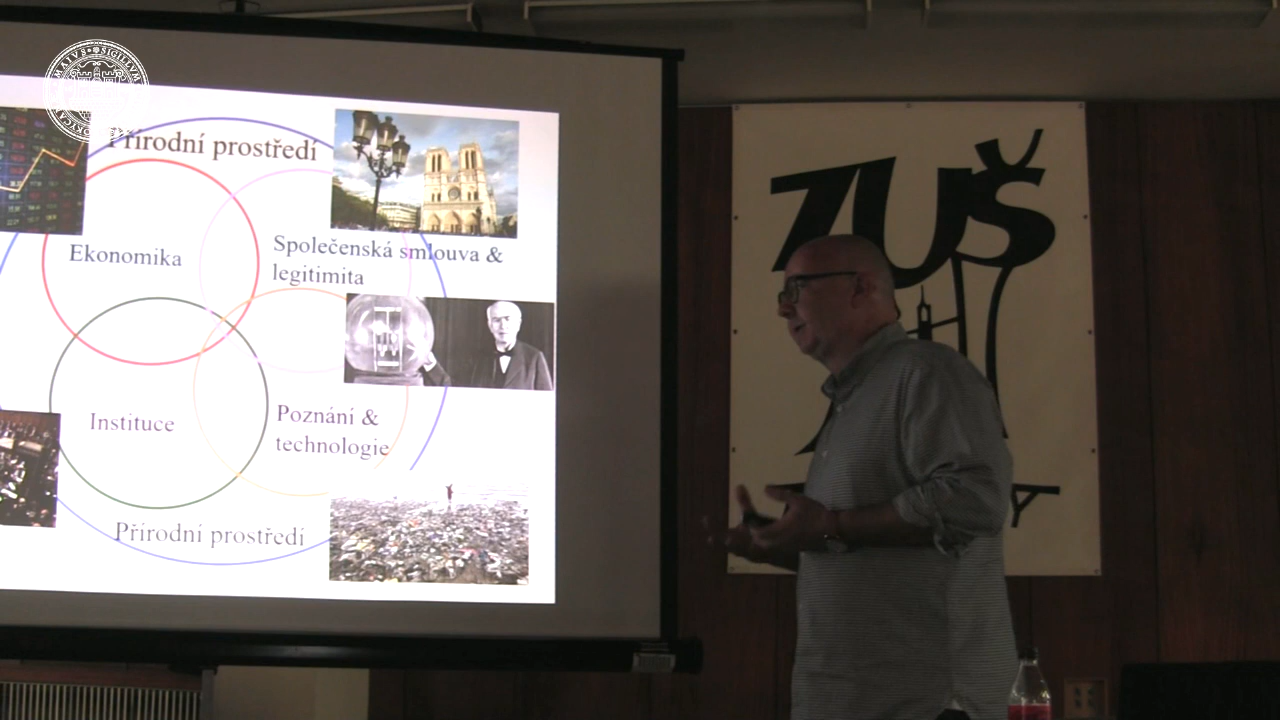 Přírodní prostředí
Ekonomika
Společenská smlouva &
legitimita
Instituce
Poznání &
technologie
Přírodní prostředí
ZUŠ